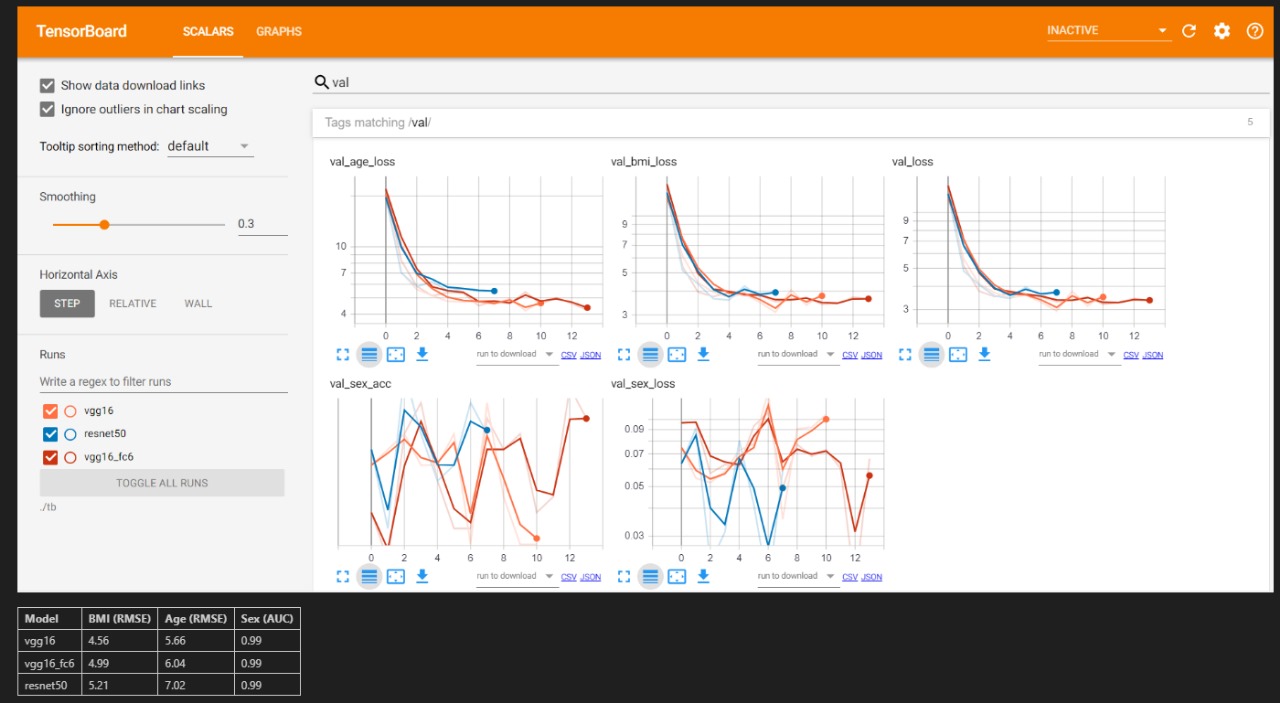 TensorBoard SCALARS GRAPHS INACTIVE
Show data download links
Ignore outliers in chart scaling
Tooltip sorting method: default
Smoothing
0.3
Horizontal Axis
STEP RELATIVE WALL
Runs
Write a regex to filter runs
vgg16
resnet50
vgg16_fc6
TOGGLE ALL RUNS
./tb
val
Tags matching /val/ 5
val_age_loss
10
7
4
0 2 4 6 8 10 12
run to download CSV JSON
val_bmi_loss
9
7
5
3
0 2 4 6 8 10 12
run to download CSV JSON
val_loss
9
7
5
3
0 2 4 6 8 10 12
run to download CSV JSON
val_sex_acc
0 2 4 6 8 10 12
run to download CSV JSON
val_sex_loss
0.09
0.07
0.05
0.03
0 2 4 6 8 10 12
run to download CSV JSON
Model BMI (RMSE) Age (RMSE) Sex (AUC)
vgg16 4.56 5.66 0.99
vgg16_fc6 4.99 6.04 0.99
resnet50 5.21 7.02 0.99